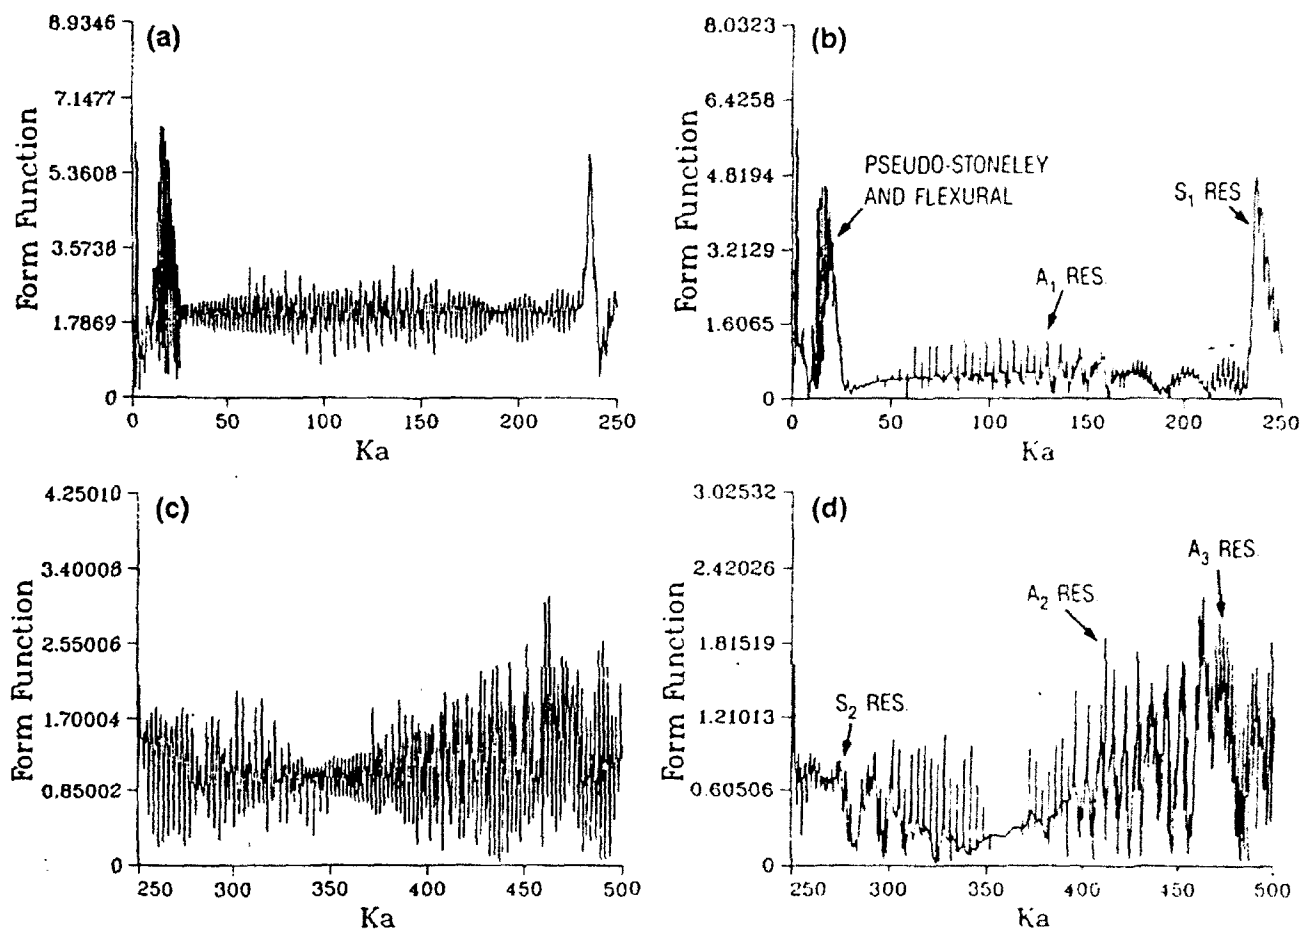 (a)
8.9346
7.1477
5.3608
3.5738
1.7869
0
Form Function
0 50 100 150 200 250
Ka
(b)
8.0323
6.4258
4.8194
3.2129
1.6065
0
Form Function
PSEUDO-STONELEY
AND FLEXURAL
A1 RES.
S1 RES
0 50 100 150 200 250
Ka
(c)
4.25010
3.40008
2.55006
1.70004
0.85002
0
Form Function
250 300 350 400 450 500
Ka
(d)
3.02532
2.42026
1.81519
1.21013
0.60506
0
Form Function
S2 RES.
A2 RES
A3 RES.
250 300 350 400 450 500
Ka